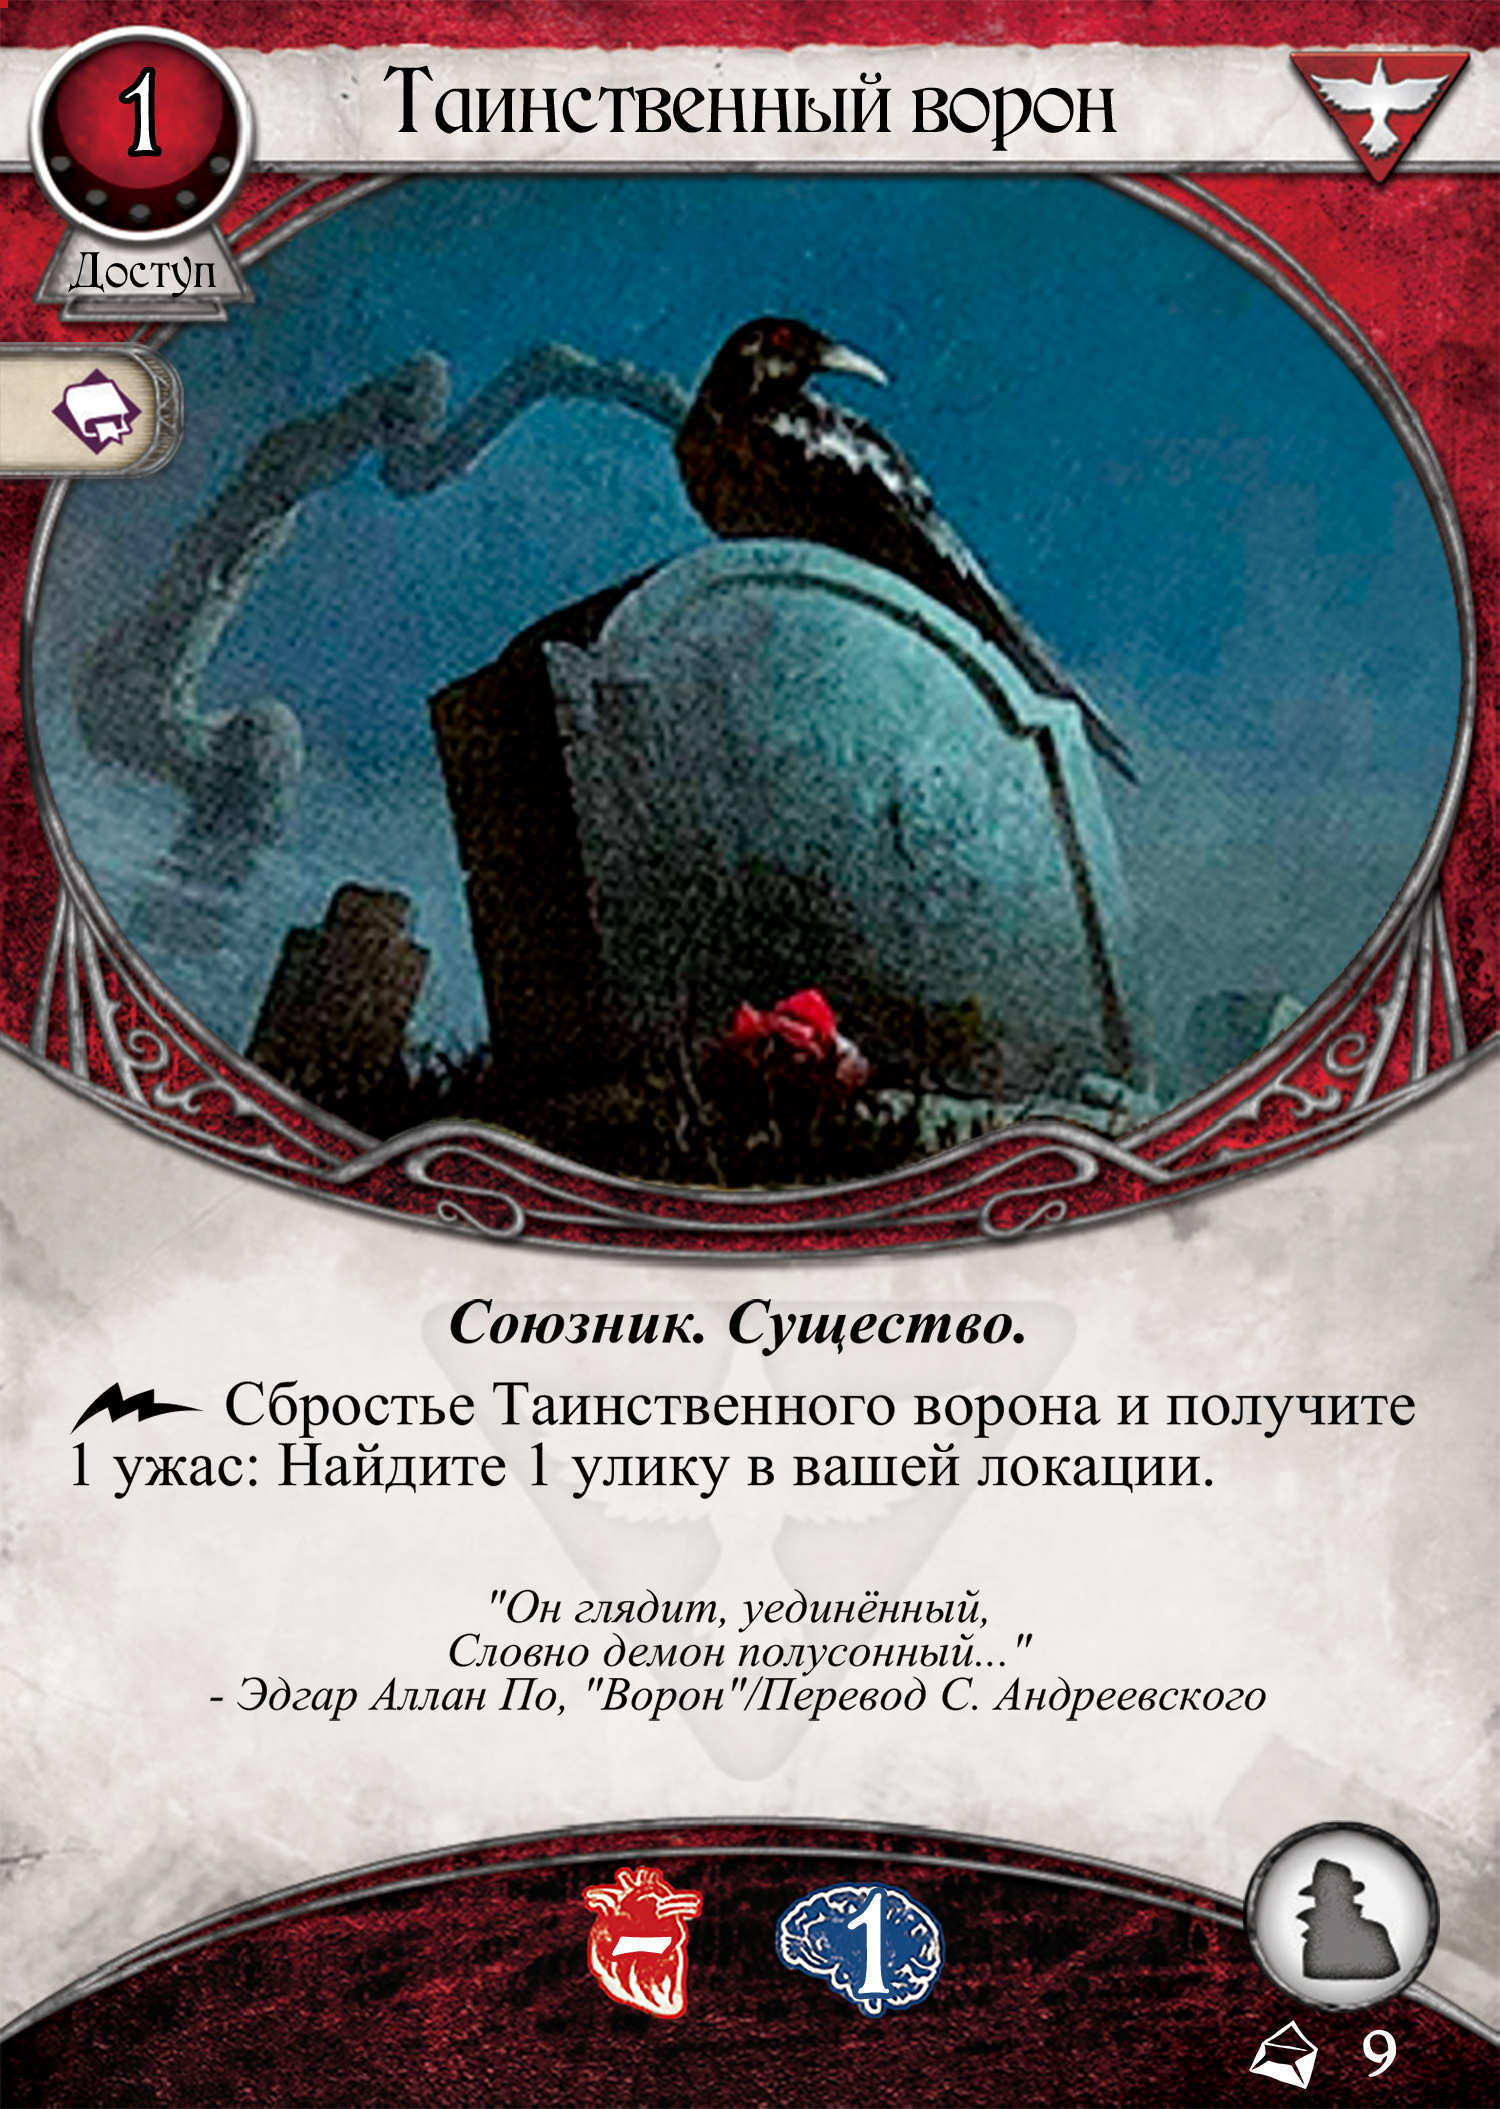 1
Таинственный ворон
Доступ
Союзник. Существо.
Сбростье Таинственного ворона и получите
1 ужас: Найдите 1 улику в вашей локации.
"Он глядит, уединённый,
Словно демон полусонный..."
- Эдгар Аллан По, "Ворон"/Перевод С. Андреевского
-
1
9